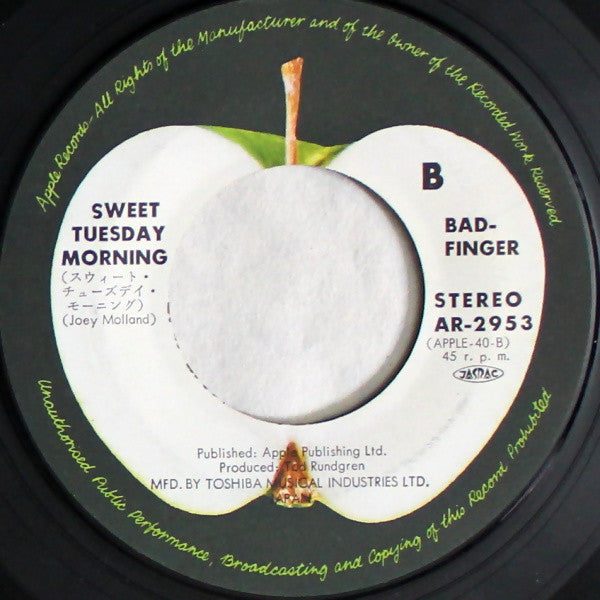 Apple Records-All Rights of the Manufacturer and of the Owner of the Recorded Work Reserved
SWEET
TUESDAY
MORNING
(スウィート・
チューズデイ・
モーニング)
(Joey Molland)
B
BAD-
FINGER
STEREO
AR-2953
(APPLE-40-B)
45 r. p. m.
JASRAC
Published: Apple Publishing Ltd.
Produced: Tod Rundgren
MFD. BY TOSHIBA MUSICAL INDUSTRIES LTD.
JAPAN
Unauthorised Public Performance, Broadcasting and Copying of this Record Prohibited